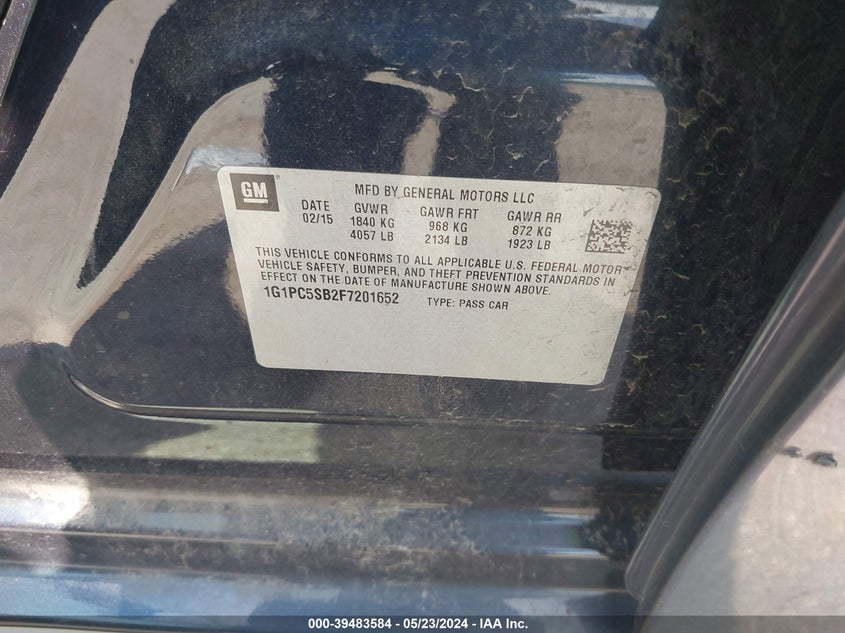 GM
MFD BY GENERAL MOTORS LLC
DATE GVWR GAWR FRT GAWR RR
02/15 1840 KG 968 KG 872 KG
4057 LB 2134 LB 1923 LB
THIS VEHICLE CONFORMS TO ALL APPLICABLE U.S. FEDERAL MOTOR
VEHICLE SAFETY, BUMPER, AND THEFT PREVENTION STANDARDS IN
EFFECT ON THE DATE OF MANUFACTURE SHOWN ABOVE.
1G1PC5SB2F7201652 TYPE: PASS CAR
000-39483584 - 05/23/2024 - IAA Inc.